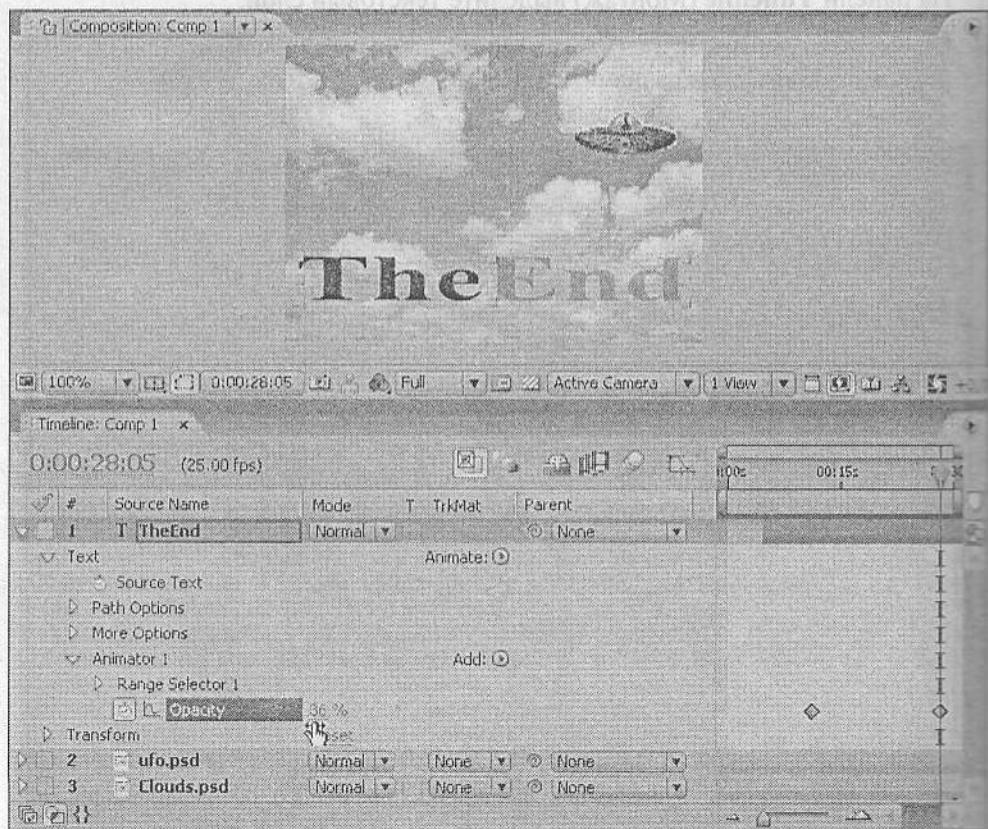 Composition: Comp 1
TheEnd
100%
0:00:28:05
Full
Active Camera
1 View
Timeline: Comp 1
0:00:28:05 (25.00 fps)
:00s 00:15s
# Source Name Mode T TrkMat Parent
1 T TheEnd Normal None
Text Animate:
Source Text
Path Options
More Options
Animator 1 Add:
Range Selector 1
Opacity 36 %
Transform
2 ufo.psd Normal None None
3 Clouds.psd Normal None None